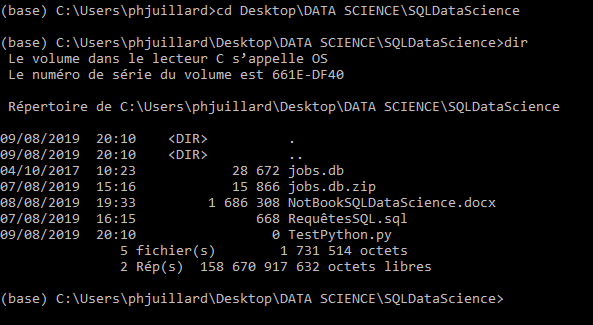 (base) C:\Users\phjuillard>cd Desktop\DATA SCIENCE\SQLDataScience
(base) C:\Users\phjuillard\Desktop\DATA SCIENCE\SQLDataScience>dir
Le volume dans le lecteur C s’appelle OS
Le numéro de série du volume est 661E-DF40
Répertoire de C:\Users\phjuillard\Desktop\DATA SCIENCE\SQLDataScience
09/08/2019  20:10    <DIR>          .
09/08/2019  20:10    <DIR>          ..
04/10/2017  10:23            28 672 jobs.db
07/08/2019  15:16            15 866 jobs.db.zip
08/08/2019  19:33         1 686 308 NotBookSQLDataScience.docx
07/08/2019  16:15               668 RequêtesSQL.sql
09/08/2019  20:10                 0 TestPython.py
5 fichier(s)        1 731 514 octets
2 Rép(s)  158 670 917 632 octets libres
(base) C:\Users\phjuillard\Desktop\DATA SCIENCE\SQLDataScience>